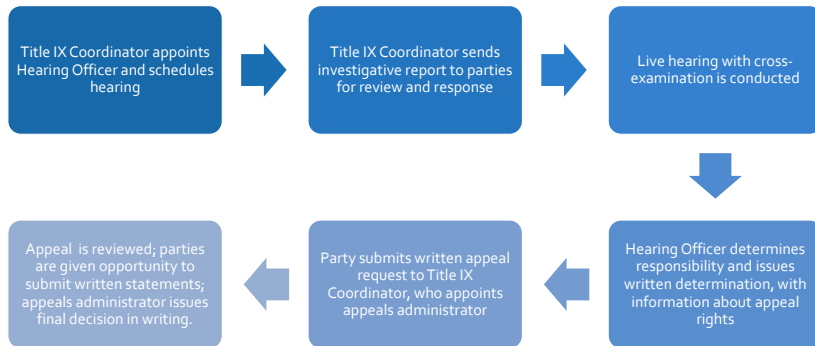 Title IX Coordinator appoints
Hearing Officer and schedules
hearing
Title IX Coordinator sends
investigative report to parties
for review and response
Live hearing with cross-
examination is conducted
Hearing Officer determines
responsibility and issues
written determination, with
information about appeal
rights
Party submits written appeal
request to Title IX
Coordinator, who appoints
appeals administrator
Appeal is reviewed; parties
are given opportunity to
submit written statements;
appeals administrator issues
final decision in writing.